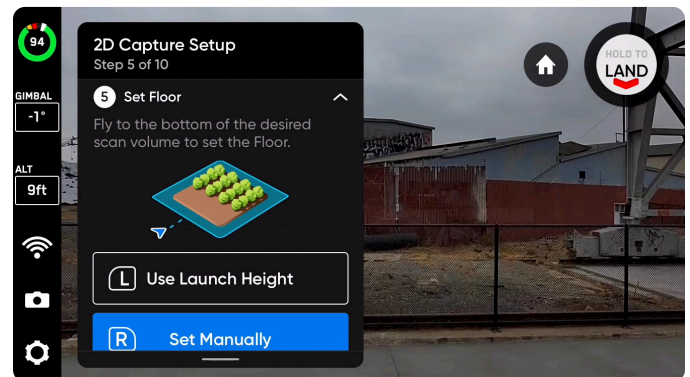 94
GIMBAL
-1°
ALT
9ft
2D Capture Setup
Step 5 of 10
5 Set Floor
Fly to the bottom of the desired
scan volume to set the Floor.
L Use Launch Height
R Set Manually
HOLD TO
LAND